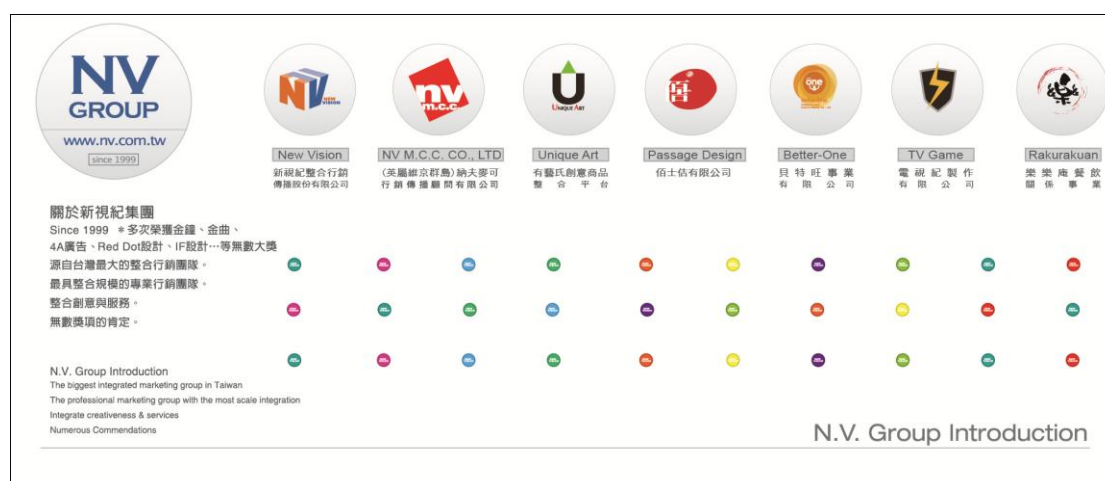 NV
GROUP
www.nv.com.tw
since 1999
NV
NEW
VISION
nv
m.c.c.
U
UNIQUE ART
one
New Vision
新視紀整合行銷
傳播股份有限公司
NV M.C.C. CO., LTD
(英屬維京群島)納夫麥可
行銷傳播顧問有限公司
Unique Art
有藝氏創意商品
整合平台
Passage Design
佰士佶有限公司
Better-One
貝特旺事業
有限公司
TV Game
電視紀製作
有限公司
Rakurakuan
樂樂庵餐飲
關係事業
關於新視紀集團
Since 1999 *多次榮獲金鐘、金曲、
4A廣告、Red Dot設計、IF設計…等無數大獎
源自台灣最大的整合行銷團隊。
最具整合規模的專業行銷團隊。
整合創意與服務。
無數獎項的肯定。
N.V. Group Introduction
The biggest integrated marketing group in Taiwan
The professional marketing group with the most scale integration
Integrate creativeness & services
Numerous Commendations
N.V. Group Introduction